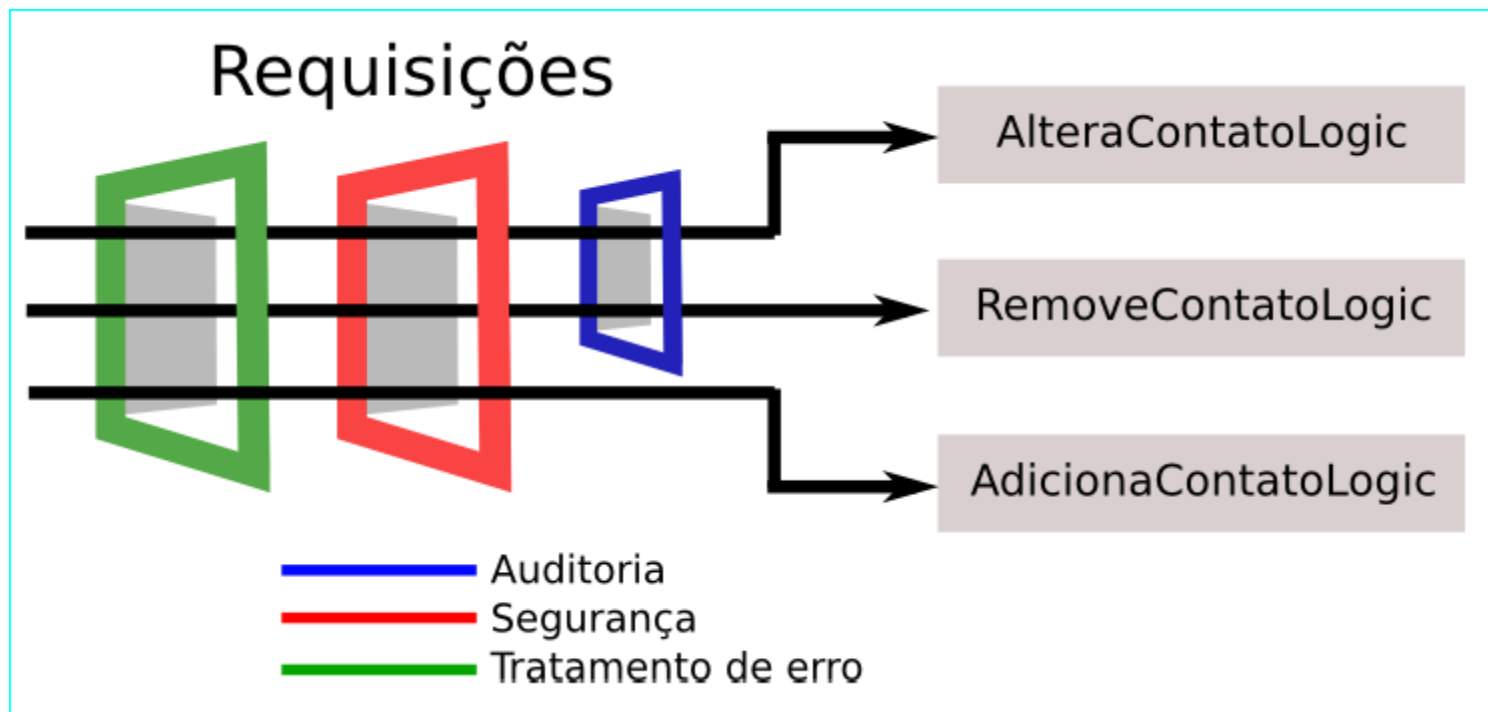 Requisições
AlteraContatoLogic
RemoveContatoLogic
AdicionaContatoLogic
Auditoria
Segurança
Tratamento de erro